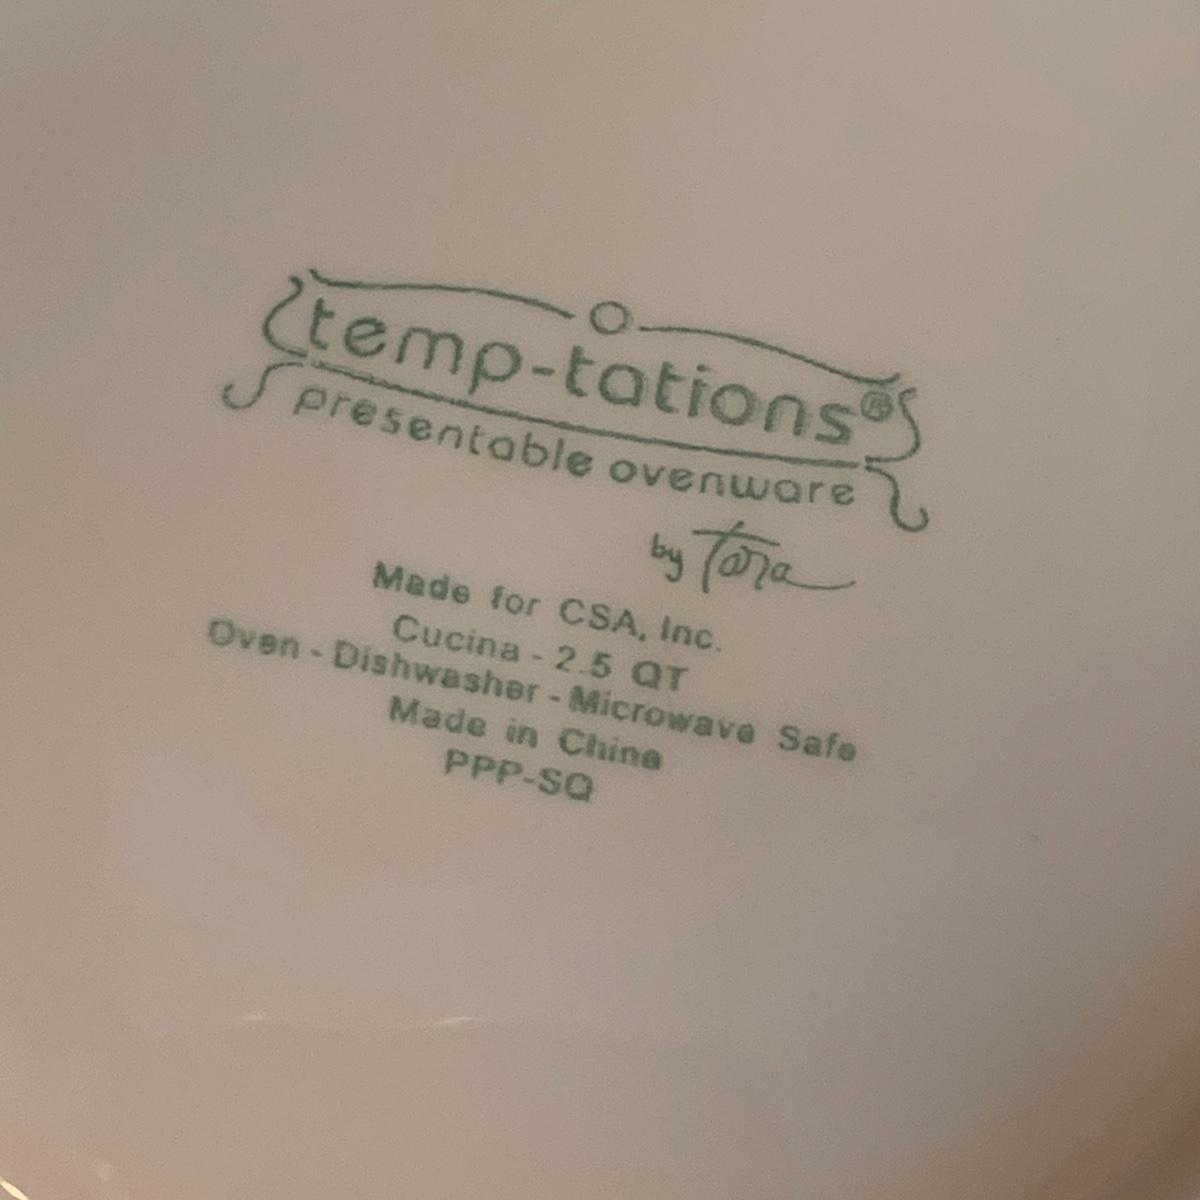 temp-tations®
presentable ovenware
by Tara
Made for CSA, Inc.
Cucina - 2.5 QT
Oven - Dishwasher - Microwave Safe
Made in China
PPP-SQ